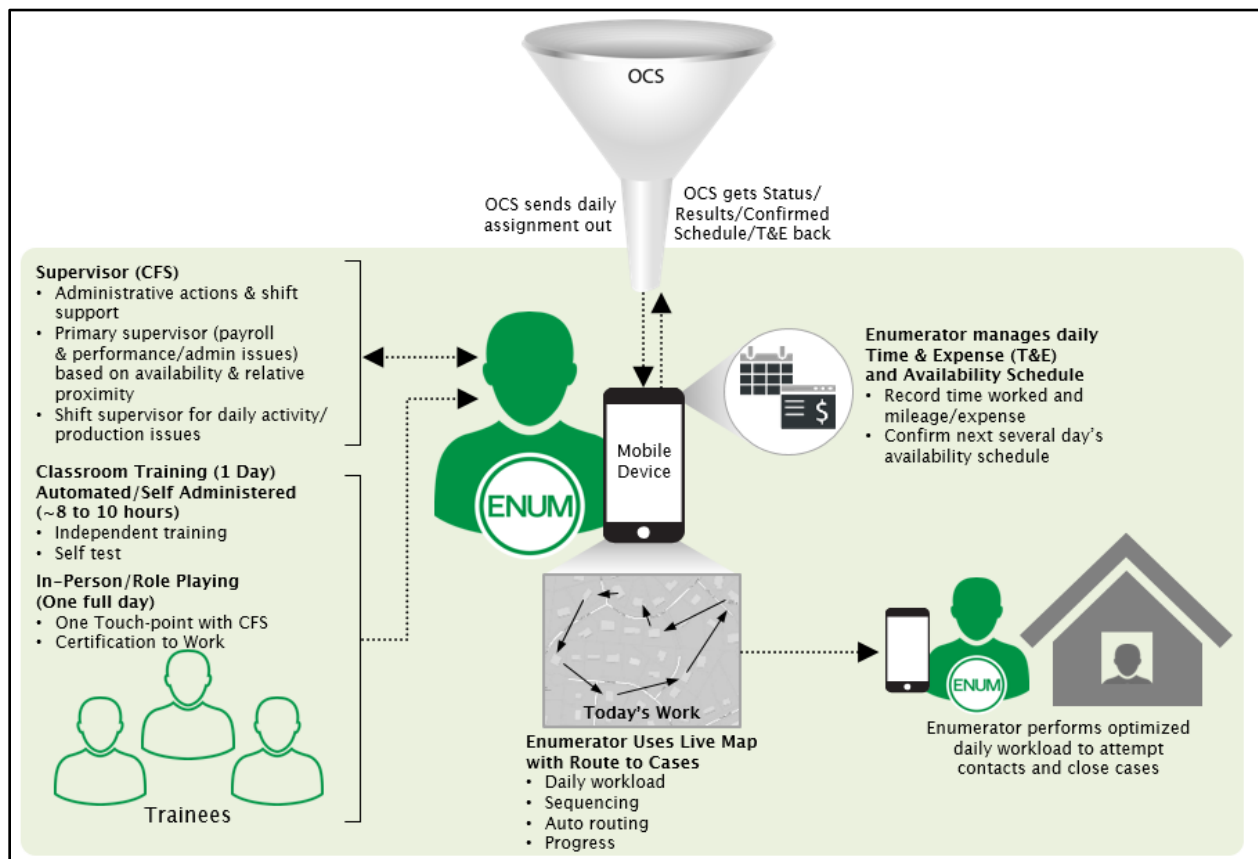 OCS
OCS sends daily
assignment out
OCS gets Status/
Results/Confirmed
Schedule/T&E back
Supervisor (CFS)
• Administrative actions & shift
support
• Primary supervisor (payroll
& performance/admin issues)
based on availability & relative
proximity
• Shift supervisor for daily activity/
production issues
Classroom Training (1 Day)
Automated/Self Administered
(~8 to 10 hours)
• Independent training
• Self test
In-Person/Role Playing
(One full day)
• One Touch-point with CFS
• Certification to Work
Trainees
ENUM
Mobile
Device
$
Enumerator manages daily
Time & Expense (T&E)
and Availability Schedule
• Record time worked and
mileage/expense
• Confirm next several day's
availability schedule
Today's Work
Enumerator Uses Live Map
with Route to Cases
• Daily workload
• Sequencing
• Auto routing
• Progress
ENUM
Enumerator performs optimized
daily workload to attempt
contacts and close cases